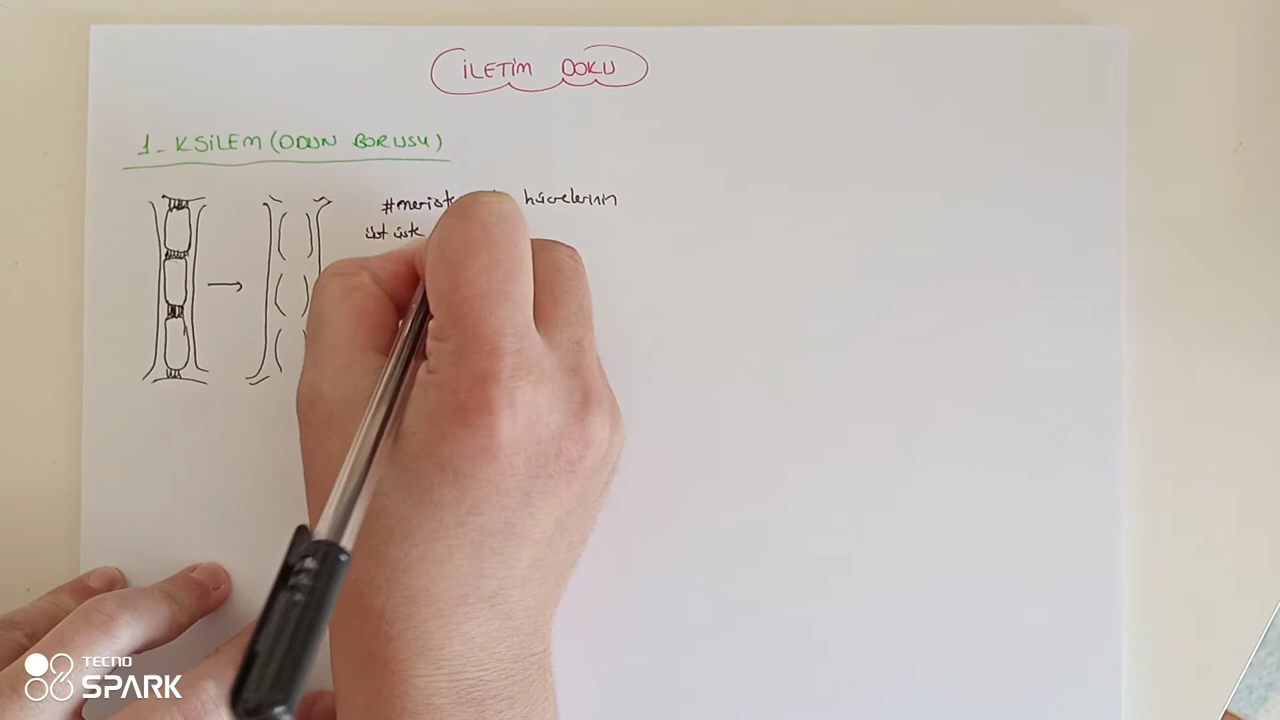 İLETİM DOKU
1- KSİLEM (ODUN BORUSU)
hücrelerinin
üst üste
TECNO
SPARK